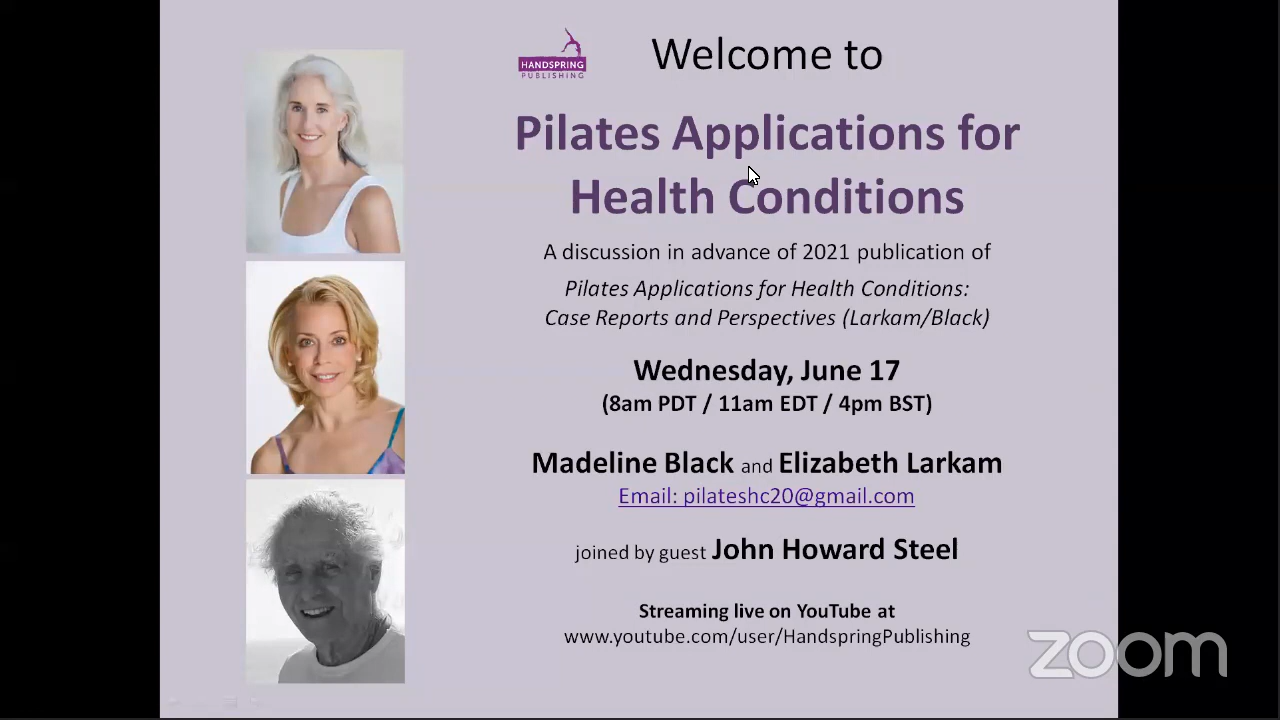 HANDSPRING
PUBLISHING
Welcome to
Pilates Applications for
Health Conditions
A discussion in advance of 2021 publication of
Pilates Applications for Health Conditions:
Case Reports and Perspectives (Larkam/Black)
Wednesday, June 17
(8am PDT / 11am EDT / 4pm BST)
Madeline Black and Elizabeth Larkam
Email: pilateshc20@gmail.com
joined by guest John Howard Steel
Streaming live on YouTube at
www.youtube.com/user/HandspringPublishing
zoom